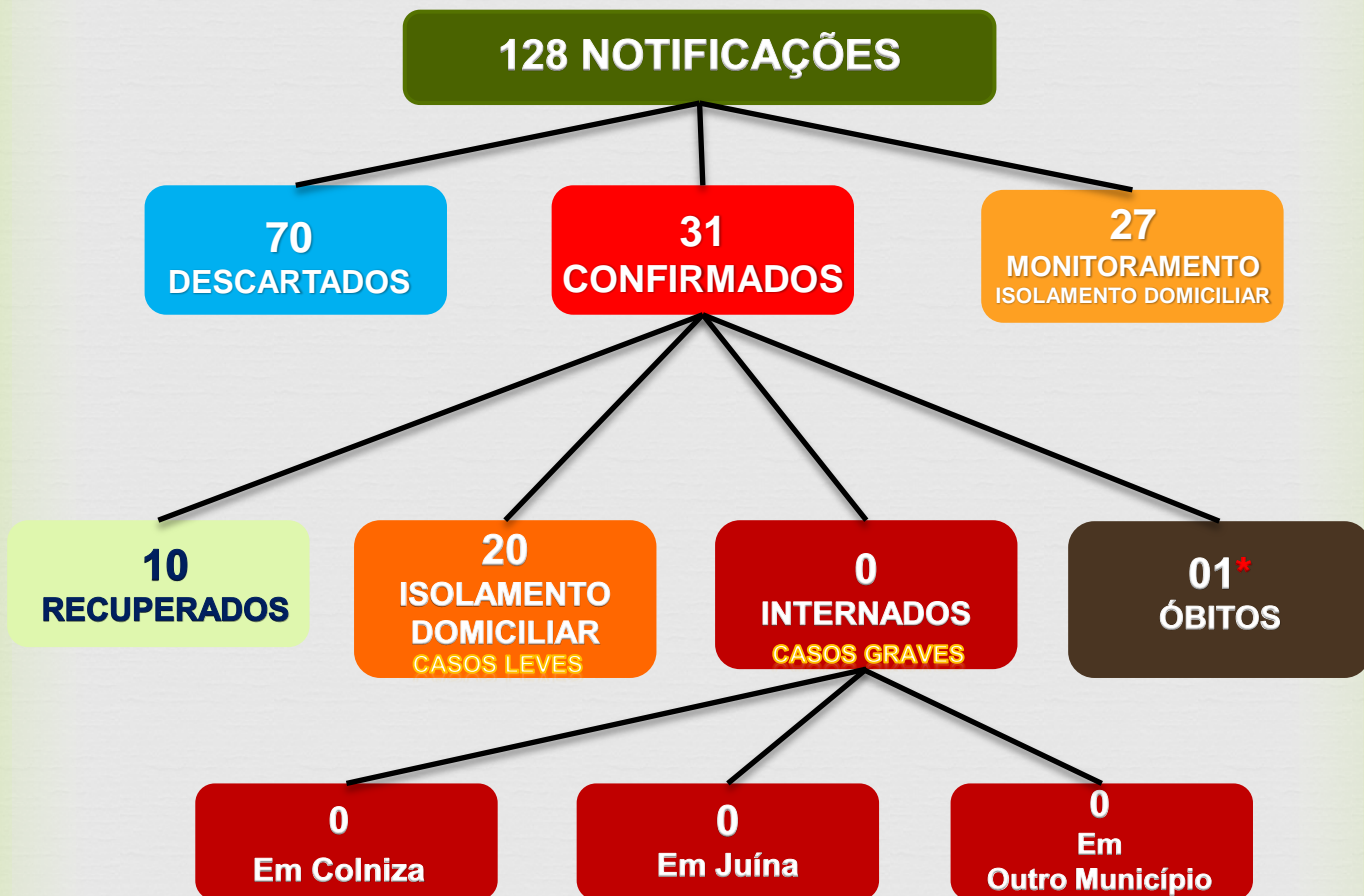 128 NOTIFICAÇÕES
70
DESCARTADOS
31
CONFIRMADOS
27
MONITORAMENTO
ISOLAMENTO DOMICILIAR
10
RECUPERADOS
20
ISOLAMENTO
DOMICILIAR
CASOS LEVES
0
INTERNADOS
CASOS GRAVES
01*
ÓBITOS
0
Em Colniza
0
Em Juína
0
Em
Outro Município